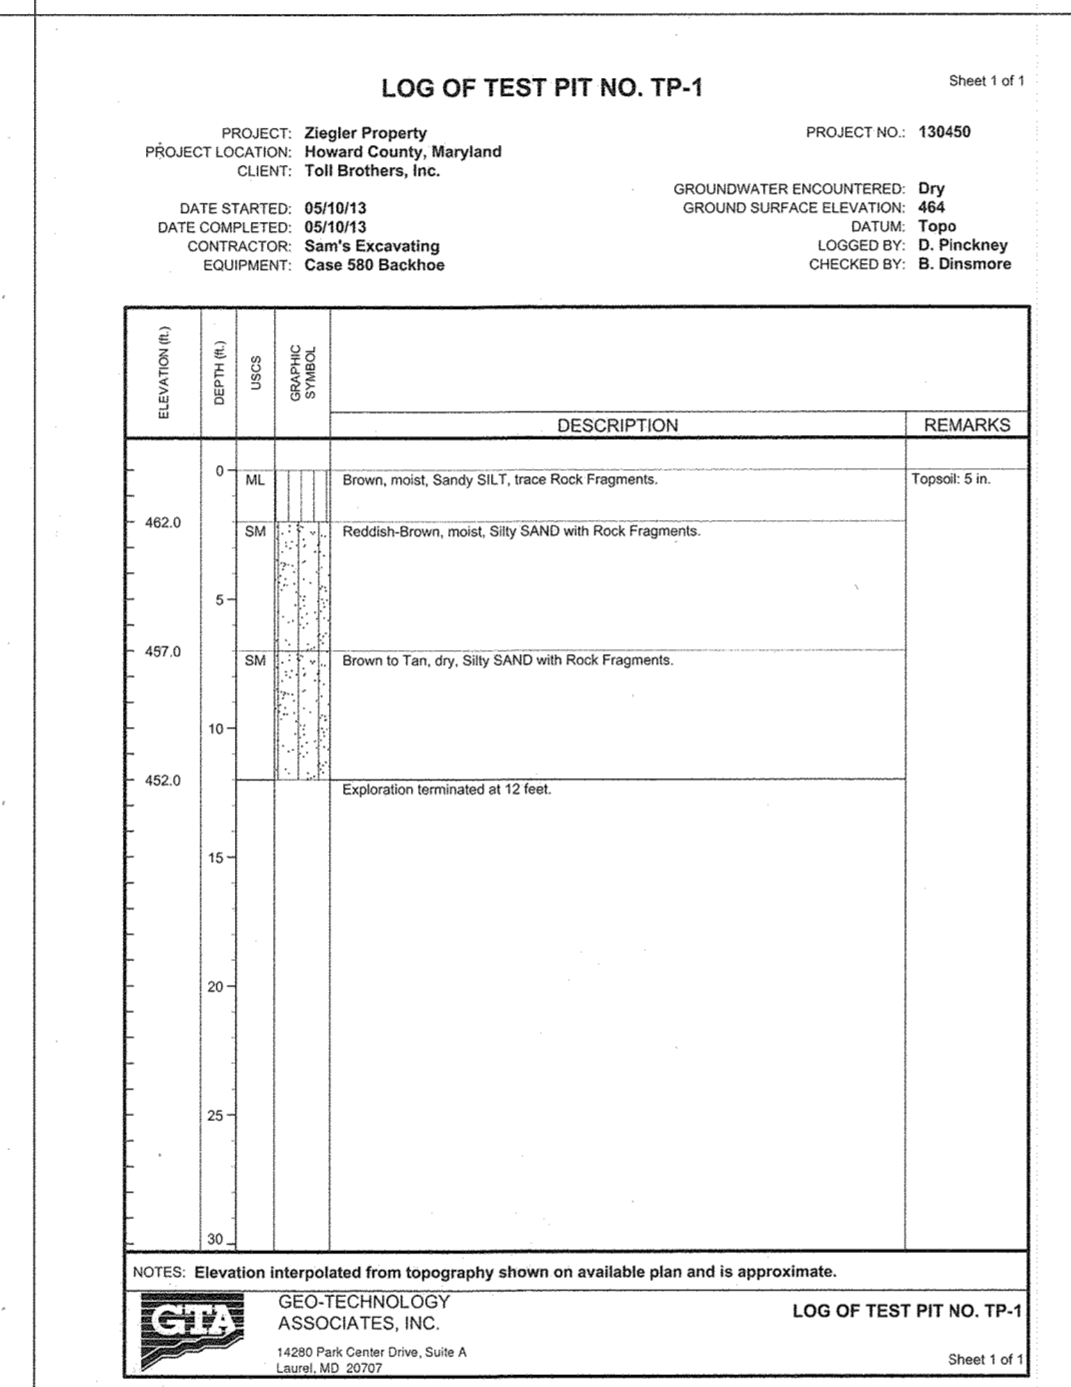 LOG OF TEST PIT NO. TP-1
Sheet 1 of 1
PROJECT: Ziegler Property
PROJECT LOCATION: Howard County, Maryland
CLIENT: Toll Brothers, Inc.
PROJECT NO.: 130450
DATE STARTED: 05/10/13
DATE COMPLETED: 05/10/13
CONTRACTOR: Sam's Excavating
EQUIPMENT: Case 580 Backhoe
GROUNDWATER ENCOUNTERED: Dry
GROUND SURFACE ELEVATION: 464
DATUM: Topo
LOGGED BY: D. Pinckney
CHECKED BY: B. Dinsmore
ELEVATION (ft.)
DEPTH (ft.)
USCS
GRAPHIC
SYMBOL
DESCRIPTION
REMARKS
0
ML Brown, moist, Sandy SILT, trace Rock Fragments. Topsoil: 5 in.
462.0
SM Reddish-Brown, moist, Silty SAND with Rock Fragments.
5
457.0
SM Brown to Tan, dry, Silty SAND with Rock Fragments.
10
452.0
Exploration terminated at 12 feet.
15
20
25
30
NOTES: Elevation interpolated from topography shown on available plan and is approximate.
GTA
GEO-TECHNOLOGY
ASSOCIATES, INC.
14280 Park Center Drive, Suite A
Laurel, MD 20707
LOG OF TEST PIT NO. TP-1
Sheet 1 of 1